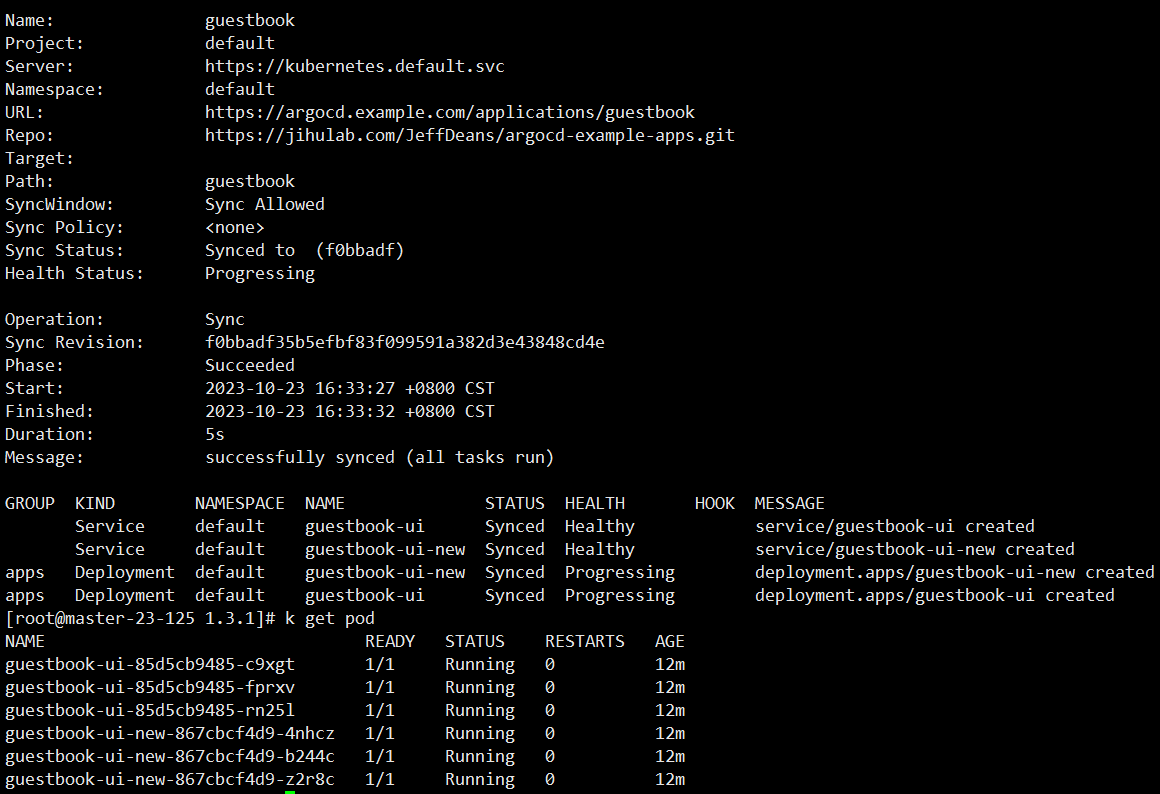 Name:               guestbook
Project:            default
Server:             https://kubernetes.default.svc
Namespace:          default
URL:                https://argocd.example.com/applications/guestbook
Repo:               https://jihulab.com/JeffDeans/argocd-example-apps.git
Target:
Path:               guestbook
SyncWindow:         Sync Allowed
Sync Policy:        <none>
Sync Status:        Synced to  (f0bbadf)
Health Status:      Progressing

Operation:          Sync
Sync Revision:      f0bbadf35b5efbf83f099591a382d3e43848cd4e
Phase:              Succeeded
Start:              2023-10-23 16:33:27 +0800 CST
Finished:           2023-10-23 16:33:32 +0800 CST
Duration:           5s
Message:            successfully synced (all tasks run)

GROUP  KIND        NAMESPACE  NAME              STATUS  HEALTH       HOOK  MESSAGE
       Service     default    guestbook-ui      Synced  Healthy            service/guestbook-ui created
       Service     default    guestbook-ui-new  Synced  Healthy            service/guestbook-ui-new created
apps   Deployment  default    guestbook-ui-new  Synced  Progressing        deployment.apps/guestbook-ui-new created
apps   Deployment  default    guestbook-ui      Synced  Progressing        deployment.apps/guestbook-ui created
[root@master-23-125 1.3.1]# k get pod
NAME                                READY   STATUS    RESTARTS   AGE
guestbook-ui-85d5cb9485-c9xgt       1/1     Running   0          12m
guestbook-ui-85d5cb9485-fprxv       1/1     Running   0          12m
guestbook-ui-85d5cb9485-rn25l       1/1     Running   0          12m
guestbook-ui-new-867cbcf4d9-4nhcz   1/1     Running   0          12m
guestbook-ui-new-867cbcf4d9-b244c   1/1     Running   0          12m
guestbook-ui-new-867cbcf4d9-z2r8c   1/1     Running   0          12m